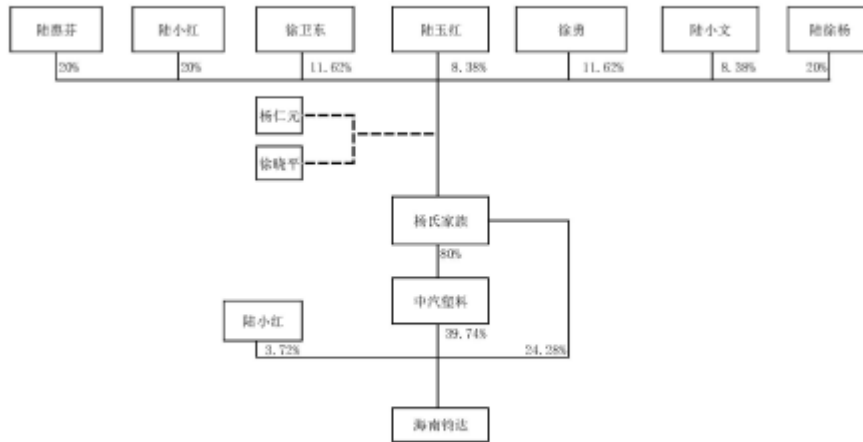 陆惠芬 陆小红 徐卫东 陆玉红 徐勇 陆小文 陆徐杨
20% 20% 11.62% 8.38% 11.62% 8.38% 20%
杨仁元
徐晓平
杨氏家族
80%
中汽塑料
陆小红
39.74%
3.72% 24.28%
海南钧达